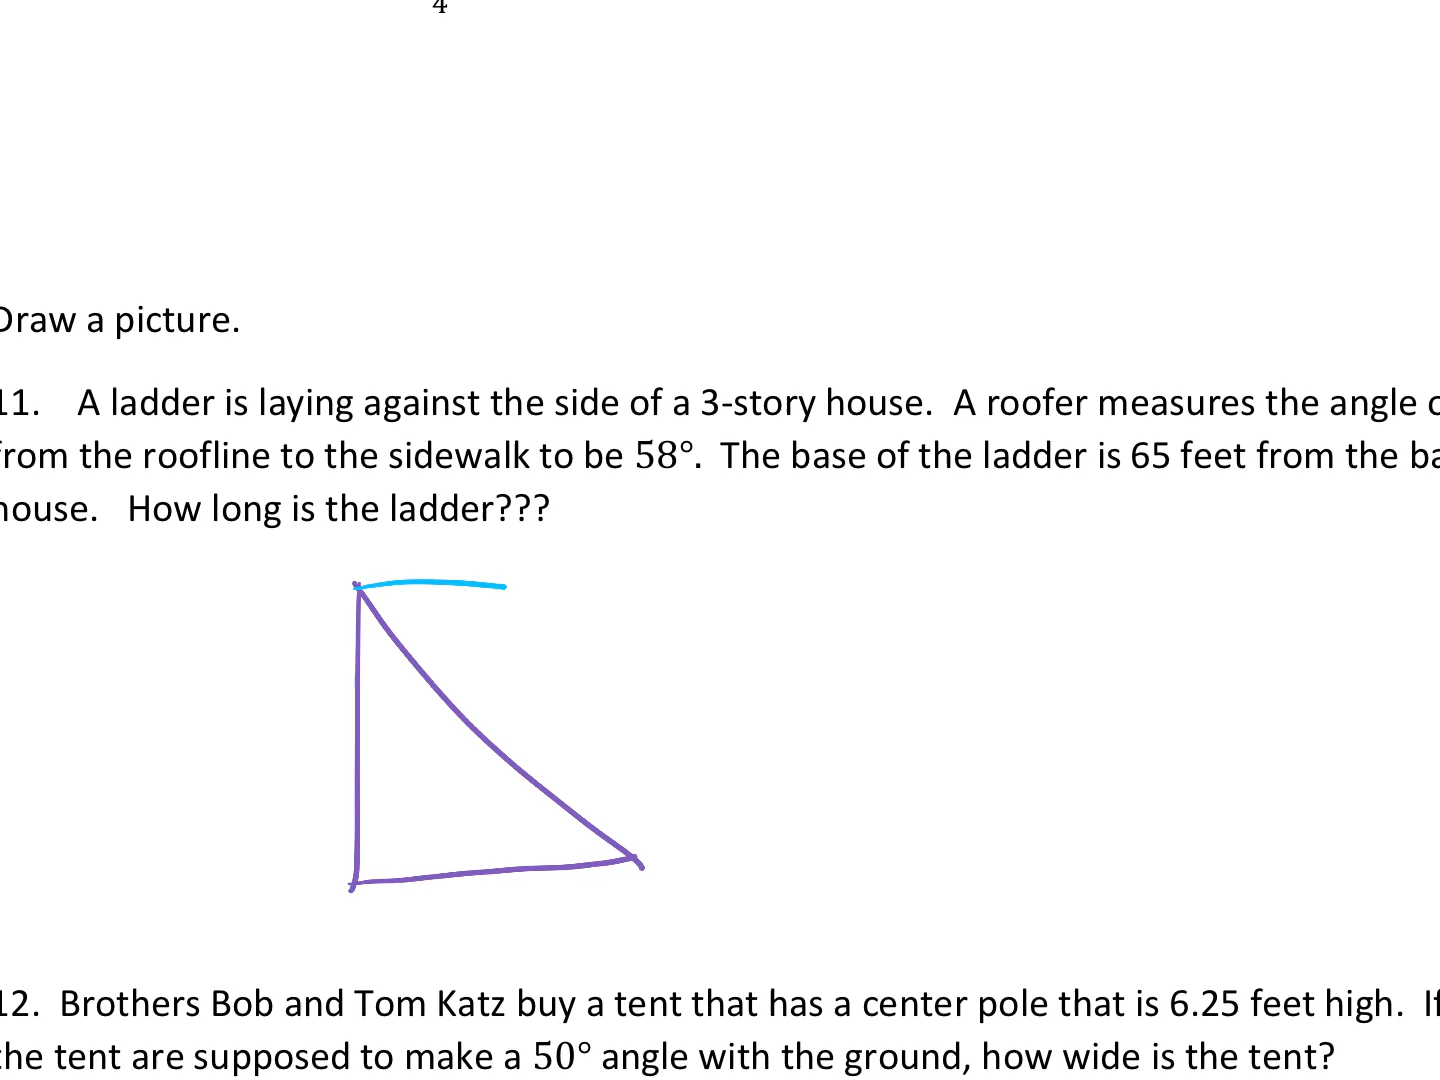 4
Draw a picture.
11. A ladder is laying against the side of a 3-story house. A roofer measures the angle
from the roofline to the sidewalk to be 58°. The base of the ladder is 65 feet from the
house. How long is the ladder???
12. Brothers Bob and Tom Katz buy a tent that has a center pole that is 6.25 feet high. If
the tent are supposed to make a 50° angle with the ground, how wide is the tent?